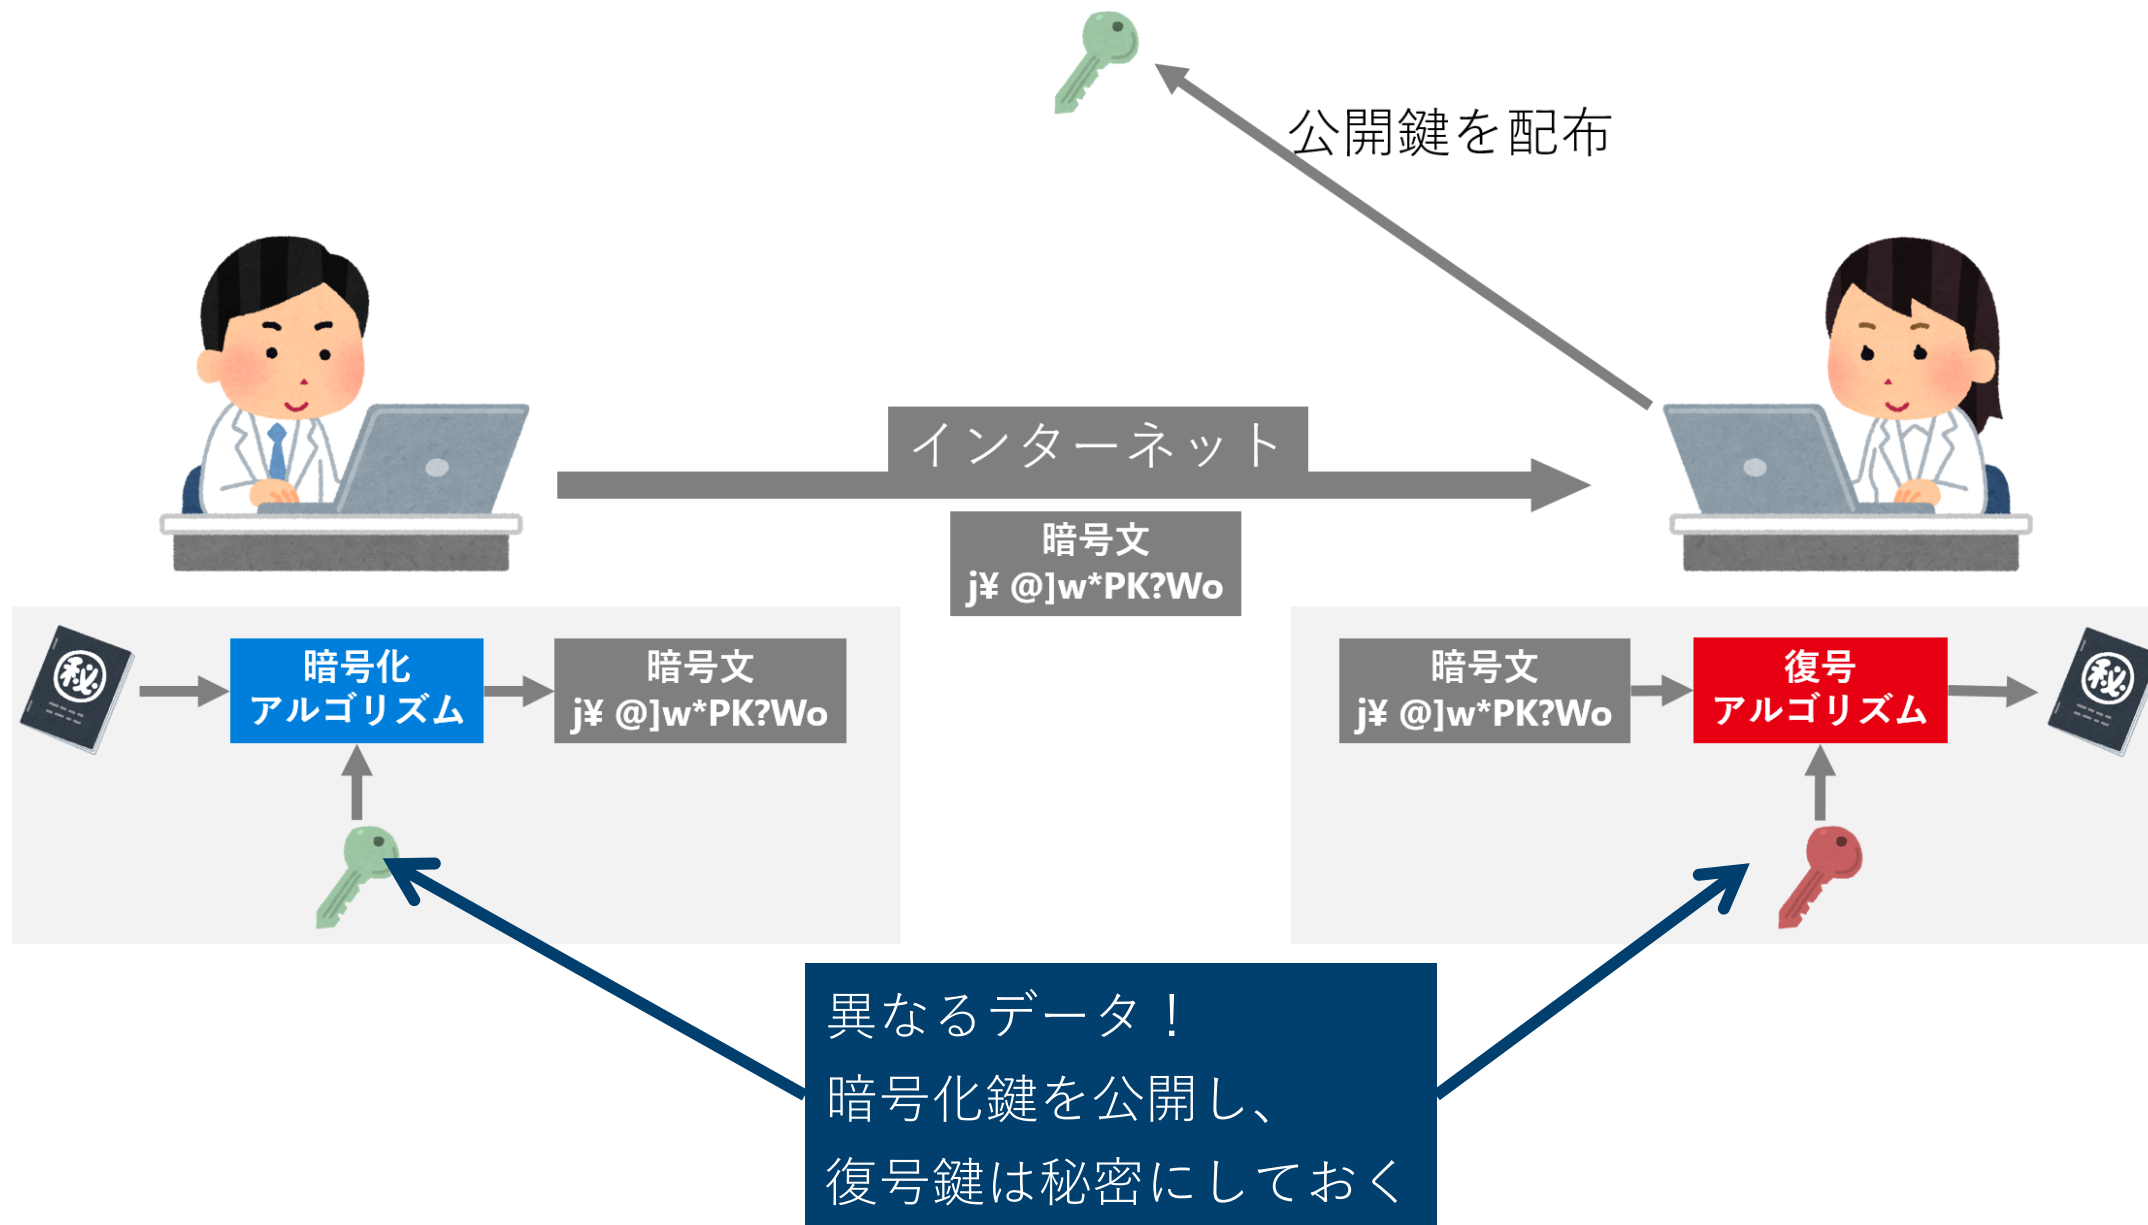 公開鍵を配布
インターネット
暗号文
j¥ @]w*PK?Wo
秘
暗号化
アルゴリズム
暗号文
j¥ @]w*PK?Wo
暗号文
j¥ @]w*PK?Wo
復号
アルゴリズム
秘
異なるデータ！
暗号化鍵を公開し、
復号鍵は秘密にしておく